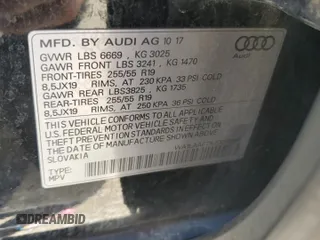 MFD. BY AUDI AG 10 17
GVWR LBS 6669 , KG 3025
GAWR FRONT LBS 3241 , KG 1470
FRONT-TIRES 255/55 R19
8,5JX19 RIMS, AT 230 KPA 33 PSI COLD
GAWR REAR LBS3825 , KG 1735
REAR-TIRES 255/55 R19
8,5JX19 RIMS, AT 250 KPA 36 PSI COLD
THIS VEHICLE CONFORMS TO ALL APPLICABLE
FEDERAL MOTOR VEHICLE SAFETY, BUMPER AND
THEFT PREVENTION STANDARDS IN EFFECT ON
THE DATE OF MANUFACTURE SHOWN ABOVE.
SLOVAKIA
TYPE:
MPV
DREAMBID